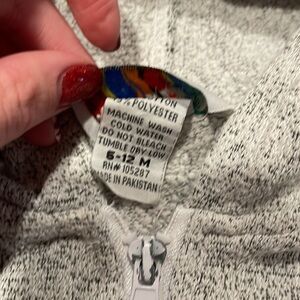 % POLYESTER
MACHINE WASH
COLD WATER
DO NOT BLEACH
TUMBLE DRY LOW
6-12 M
RN# 105287
MADE IN PAKISTAN